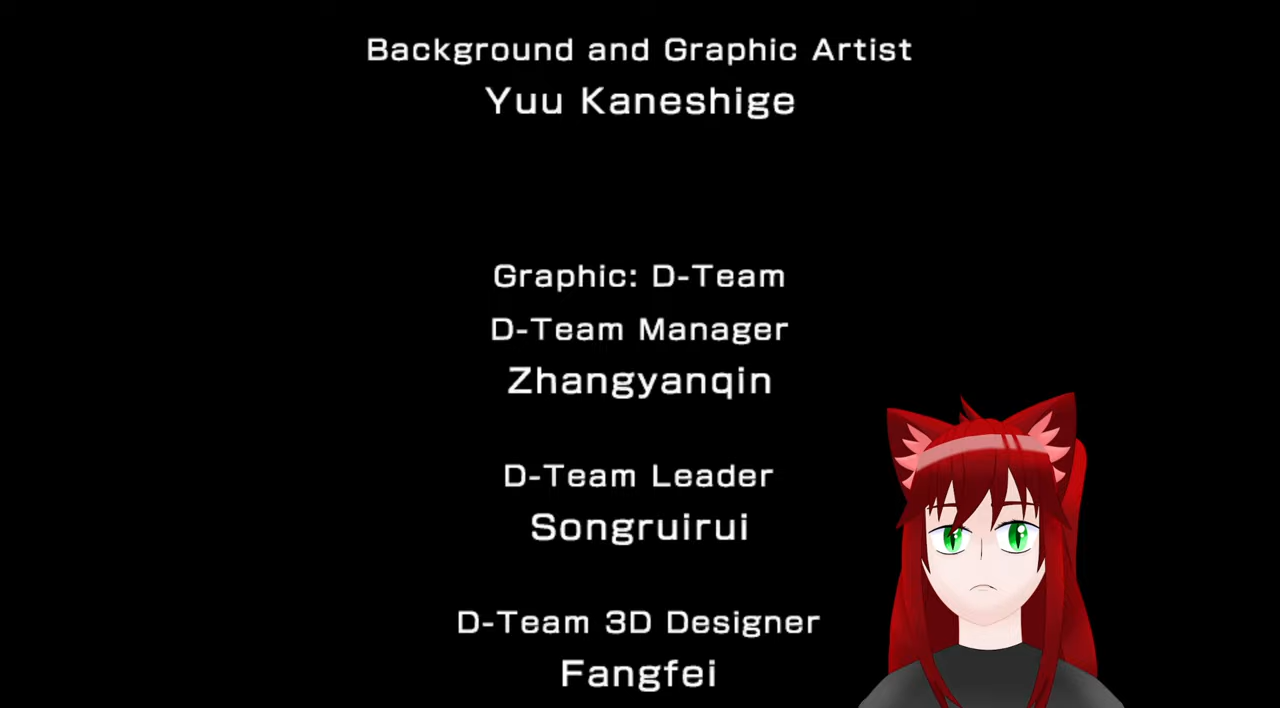 Background and Graphic Artist
Yuu Kaneshige
Graphic: D-Team
D-Team Manager
Zhangyanqin
D-Team Leader
Songruirui
D-Team 3D Designer
Fangfei